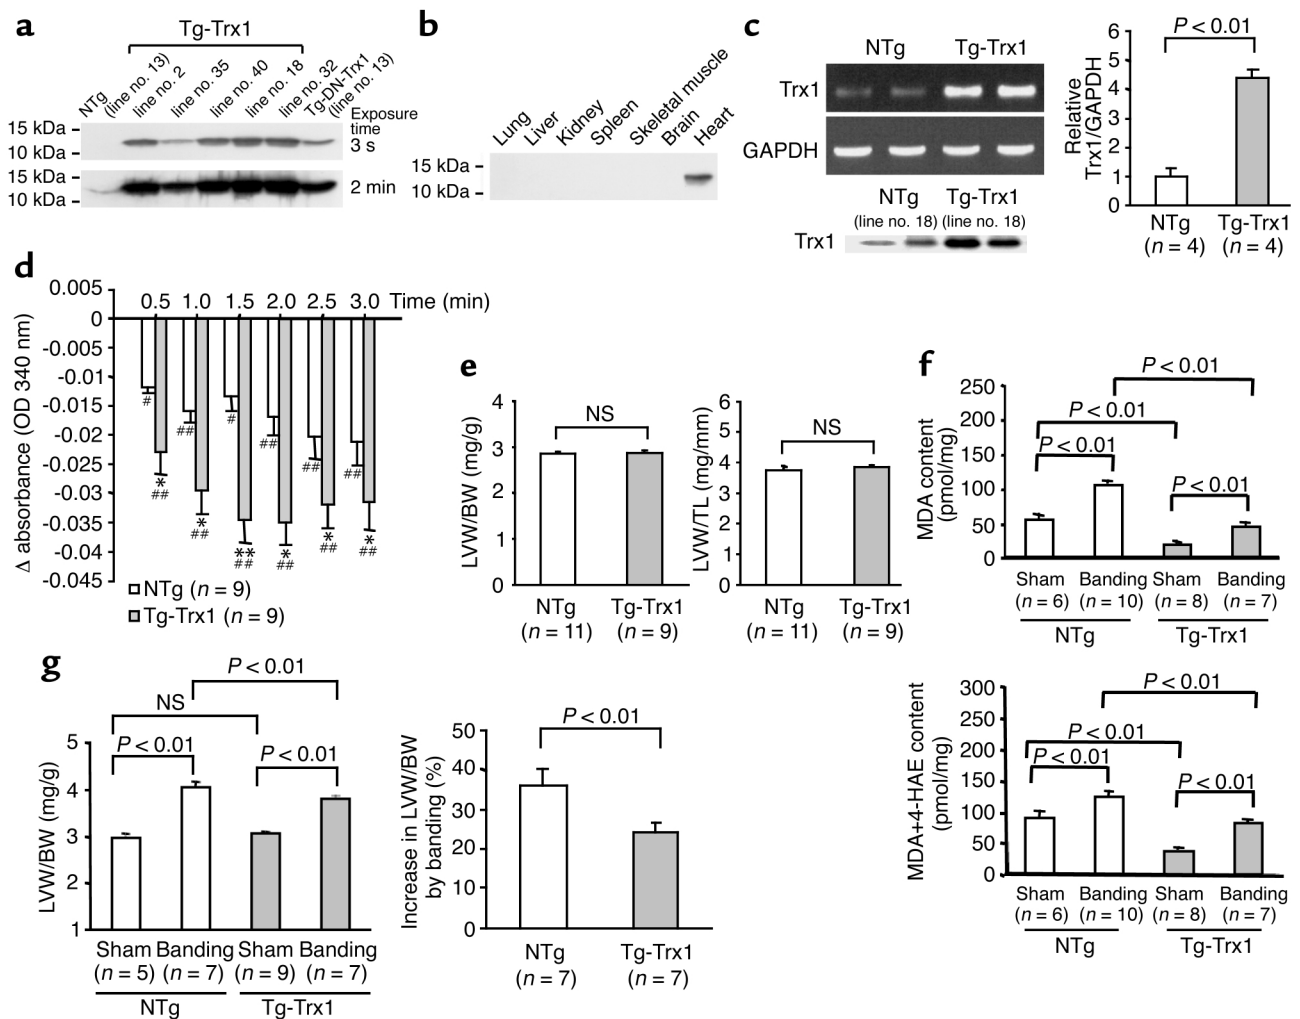 a
Tg-Trx1
NTg
(line no. 13)
line no. 2
line no. 35
line no. 40
line no. 18
line no. 32
Tg-DN-Trx1
(line no. 13)
Exposure
time
15 kDa
10 kDa
3 s
15 kDa
10 kDa
2 min
b
Lung
Liver
Kidney
Spleen
Skeletal muscle
Brain
Heart
15 kDa
10 kDa
c
NTg Tg-Trx1
Trx1
GAPDH
NTg Tg-Trx1
(line no. 18) (line no. 18)
Trx1
P < 0.01
Relative
Trx1/GAPDH
6
5
4
3
2
1
0
NTg Tg-Trx1
(n = 4) (n = 4)
d
Δ absorbance (OD 340 nm)
0.005
0.5 1.0 1.5 2.0 2.5 3.0 Time (min)
0
-0.005
-0.01
-0.015
-0.02
-0.025
-0.03
-0.035
-0.04
-0.045
# ## # ## ## ##
* * ** * * *
## ## ## ## ## ##
NTg (n = 9)
Tg-Trx1 (n = 9)
e
LVW/BW (mg/g)
4
3
2
0
NS
NTg Tg-Trx1
(n = 11) (n = 9)
LVW/TL (mg/mm)
6
5
4
3
2
1
0
NS
NTg Tg-Trx1
(n = 11) (n = 9)
f
MDA content
(pmol/mg)
250
200
150
100
50
0
P < 0.01
P < 0.01
P < 0.01
P < 0.01
Sham Banding Sham Banding
(n = 6) (n = 10) (n = 8) (n = 7)
NTg Tg-Trx1
MDA+4-HAE content
(pmol/mg)
300
250
200
150
100
50
0
P < 0.01
P < 0.01
P < 0.01
P < 0.01
Sham Banding Sham Banding
(n = 6) (n = 10) (n = 8) (n = 7)
NTg Tg-Trx1
g
LVW/BW (mg/g)
5
4
3
2
1
P < 0.01
NS
P < 0.01
P < 0.01
Sham Banding Sham Banding
(n = 5) (n = 7) (n = 9) (n = 7)
NTg Tg-Trx1
Increase in LVW/BW
by banding (%)
50
40
30
20
10
0
P < 0.01
NTg Tg-Trx1
(n = 7) (n = 7)